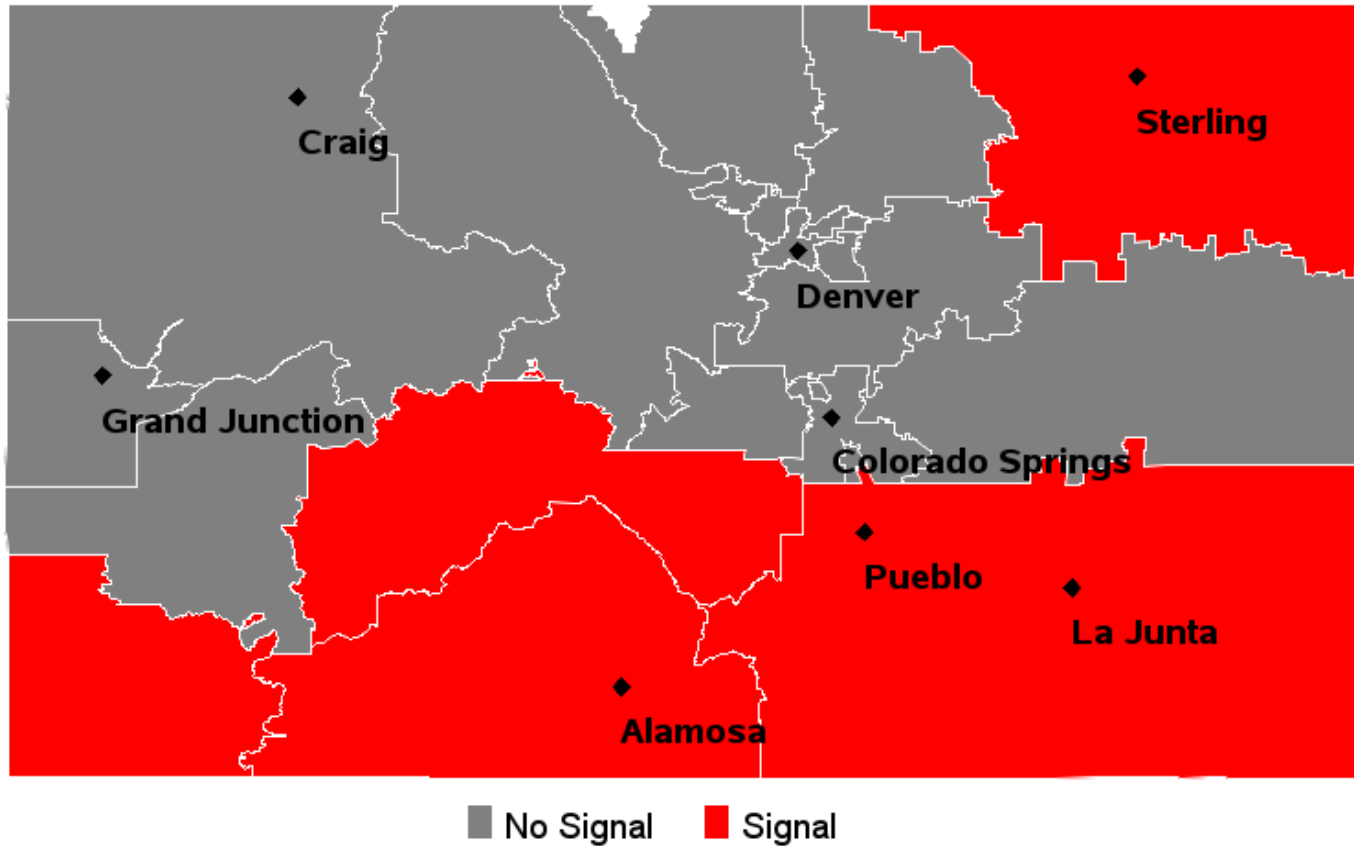 Sterling
Craig
Denver
Grand Junction
Colorado Springs
Pueblo
La Junta
Alamosa
No Signal
Signal